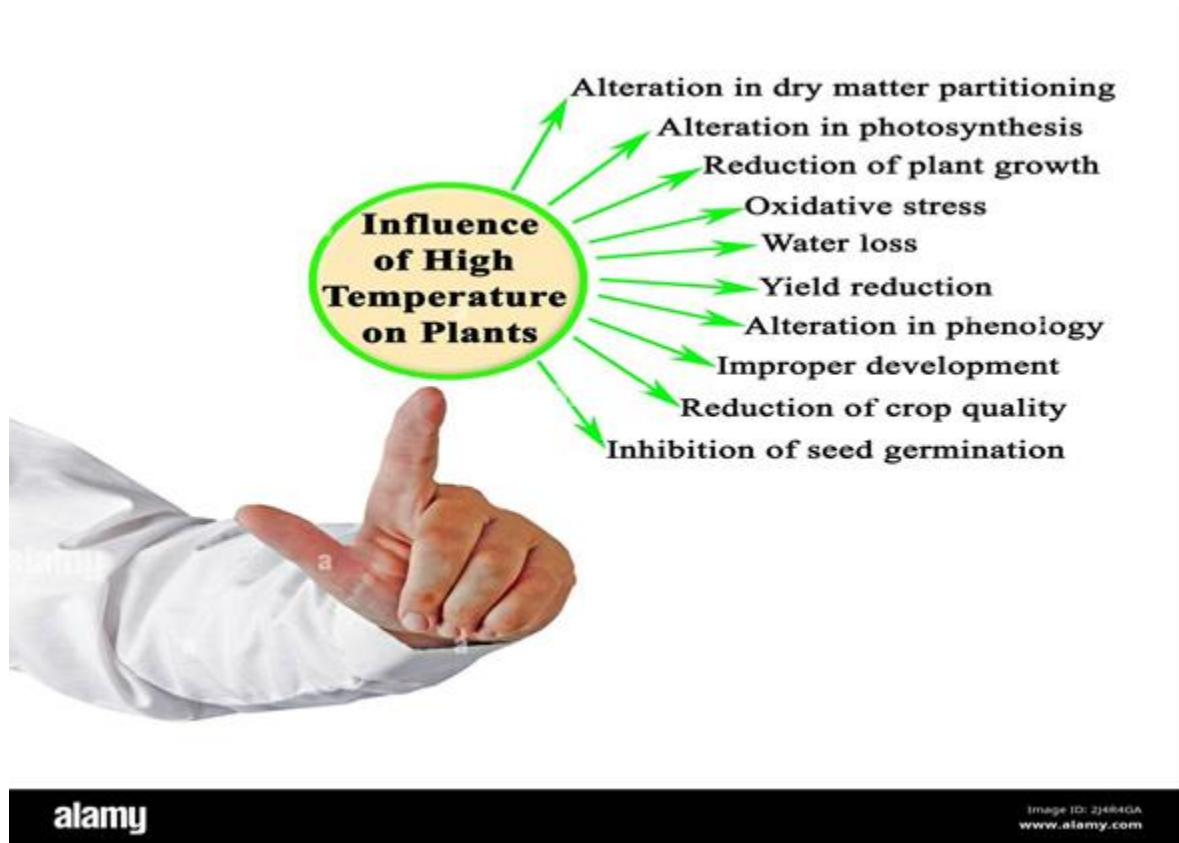 Alteration in dry matter partitioning
Alteration in photosynthesis
Reduction of plant growth
Oxidative stress
Water loss
Yield reduction
Alteration in phenology
Improper development
Reduction of crop quality
Inhibition of seed germination
Influence
of High
Temperature
on Plants
alamy
a
a
alamy
Image ID: 2J4R4GA
www.alamy.com